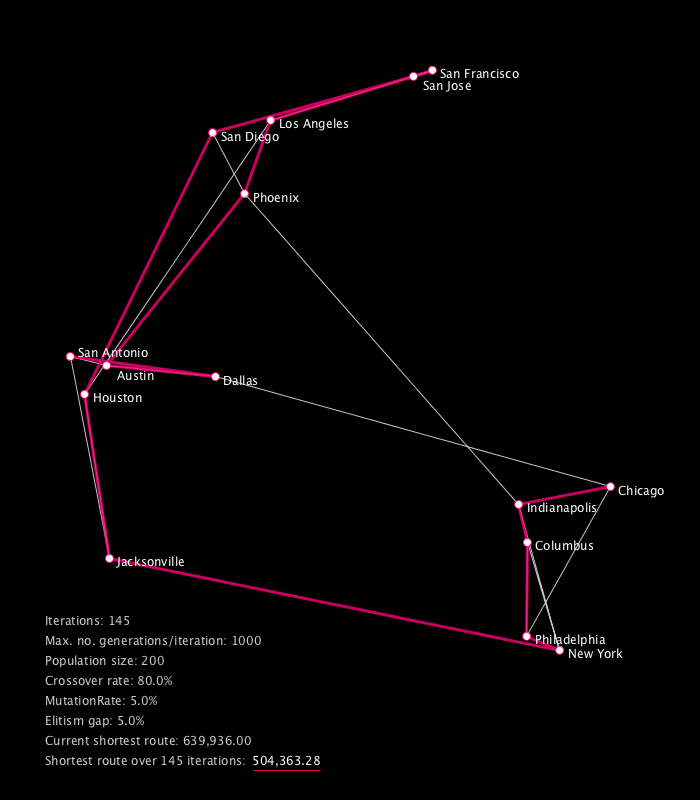 San Francisco
San Jose
Los Angeles
San Diego
Phoenix
San Antonio
Austin
Dallas
Houston
Chicago
Indianapolis
Columbus
Jacksonville
Philadelphia
New York
Iterations: 145
Max. no. generations/iteration: 1000
Population size: 200
Crossover rate: 80.0%
MutationRate: 5.0%
Elitism gap: 5.0%
Current shortest route: 639,936.00
Shortest route over 145 iterations: 504,363.28